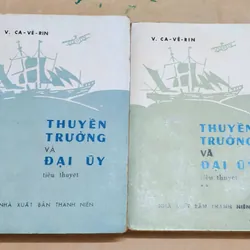 V. CA-VÊ-RIN
THUYỀN
TRƯỞNG
VÀ
ĐẠI ÚY
tiểu thuyết
NHÀ XUẤT BẢN THANH NIÊN
V. CA-VÊ-RIN
THUYỀN
TRƯỞNG
VÀ
ĐẠI ÚY
tiểu thuyết
**
NHÀ XUẤT BẢN THANH NIÊN